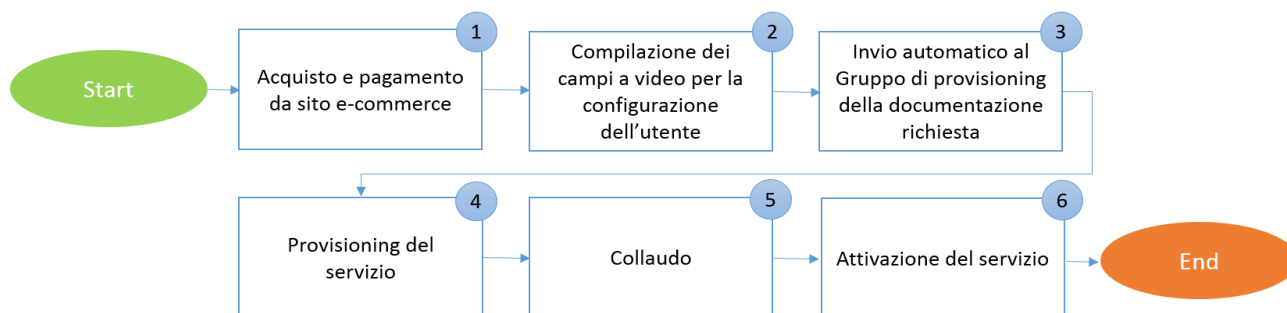 Start
1
Acquisto e pagamento
da sito e-commerce
2
Compilazione dei
campi a video per la
configurazione
dell'utente
3
Invio automatico al
Gruppo di provisioning
della documentazione
richiesta
4
Provisioning del
servizio
5
Collaudo
6
Attivazione del servizio
End